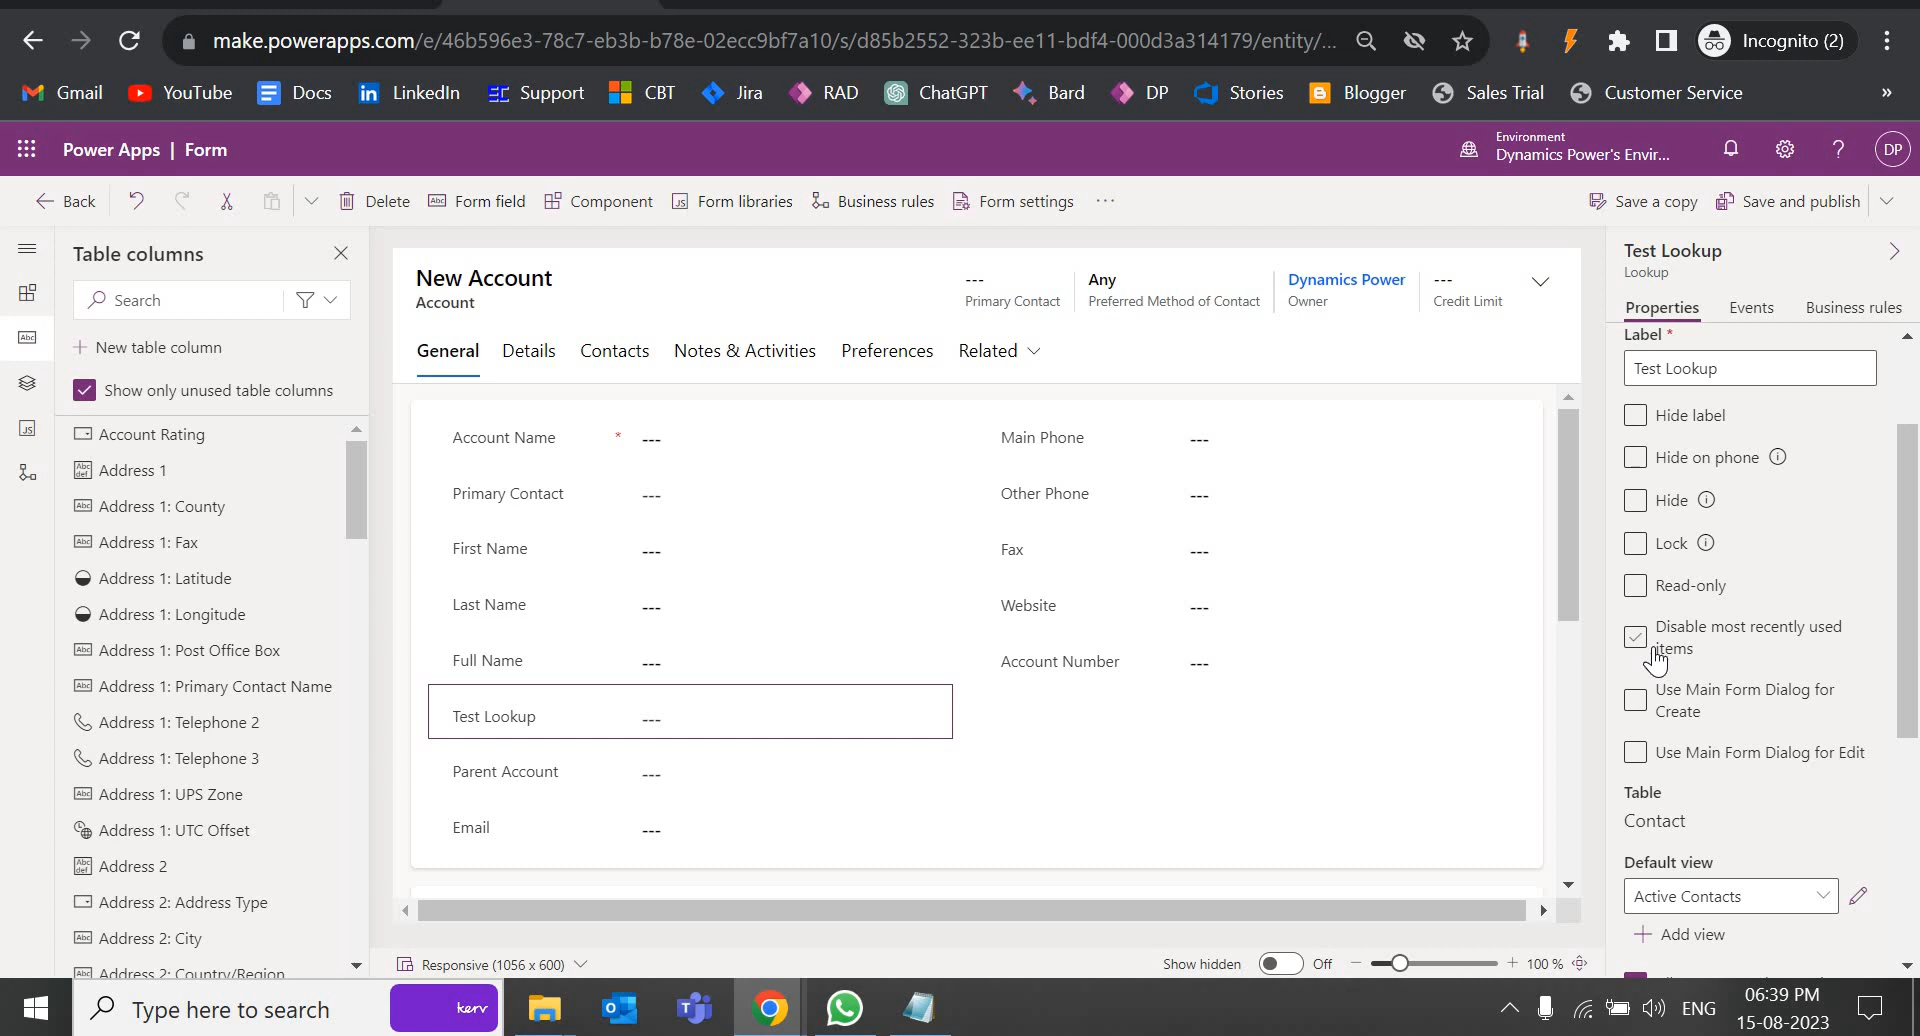 make.powerapps.com/e/46b596e3-78c7-eb3b-b78e-02ecc9bf7a10/s/d85b2552-323b-ee11-bdf4-000d3a314179/entity/...
Incognito (2)
Gmail
YouTube
Docs
LinkedIn
Support
CBT
Jira
RAD
ChatGPT
Bard
DP
Stories
Blogger
Sales Trial
Customer Service
»
Power Apps | Form
Environment
Dynamics Power's Envir...
DP
Back
Delete
Form field
Component
Form libraries
Business rules
Form settings
Save a copy
Save and publish
Table columns
Search
New table column
Show only unused table columns
Account Rating
Address 1
Address 1: County
Address 1: Fax
Address 1: Latitude
Address 1: Longitude
Address 1: Post Office Box
Address 1: Primary Contact Name
Address 1: Telephone 2
Address 1: Telephone 3
Address 1: UPS Zone
Address 1: UTC Offset
Address 2
Address 2: Address Type
Address 2: City
Address 2: Country/Region
New Account
Account
---
Primary Contact
Any
Preferred Method of Contact
Dynamics Power
Owner
---
Credit Limit
General
Details
Contacts
Notes & Activities
Preferences
Related
Account Name * ---
Primary Contact ---
First Name ---
Last Name ---
Full Name ---
Test Lookup ---
Parent Account ---
Email ---
Main Phone ---
Other Phone ---
Fax ---
Website ---
Account Number ---
Responsive (1056 x 600)
Show hidden
Off
100 %
Test Lookup
Lookup
Properties
Events
Business rules
Label *
Test Lookup
Hide label
Hide on phone
Hide
Lock
Read-only
Disable most recently used
items
Use Main Form Dialog for
Create
Use Main Form Dialog for Edit
Table
Contact
Default view
Active Contacts
Add view
Type here to search
kerv
ENG
06:39 PM
15-08-2023